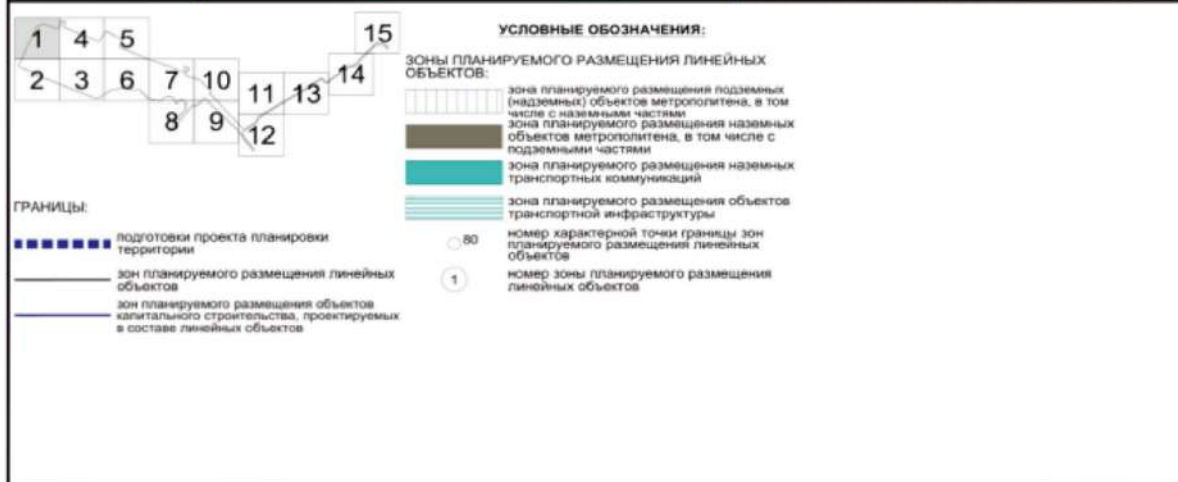 1 4 5 15
2 3 6 7 10 11 13 14
8 9 12
ГРАНИЦЫ:
подготовки проекта планировки
территории
зон планируемого размещения линейных
объектов
зон планируемого размещения объектов
капитального строительства, проектируемых
в составе линейных объектов
УСЛОВНЫЕ ОБОЗНАЧЕНИЯ:
ЗОНЫ ПЛАНИРУЕМОГО РАЗМЕЩЕНИЯ ЛИНЕЙНЫХ
ОБЪЕКТОВ:
зона планируемого размещения подземных
(надземных) объектов метрополитена, в том
числе с наземными частями
зона планируемого размещения наземных
объектов метрополитена, в том числе с
подземными частями
зона планируемого размещения наземных
транспортных коммуникаций
зона планируемого размещения объектов
транспортной инфраструктуры
80 номер характерной точки границы зон
планируемого размещения линейных
объектов
1 номер зоны планируемого размещения
линейных объектов